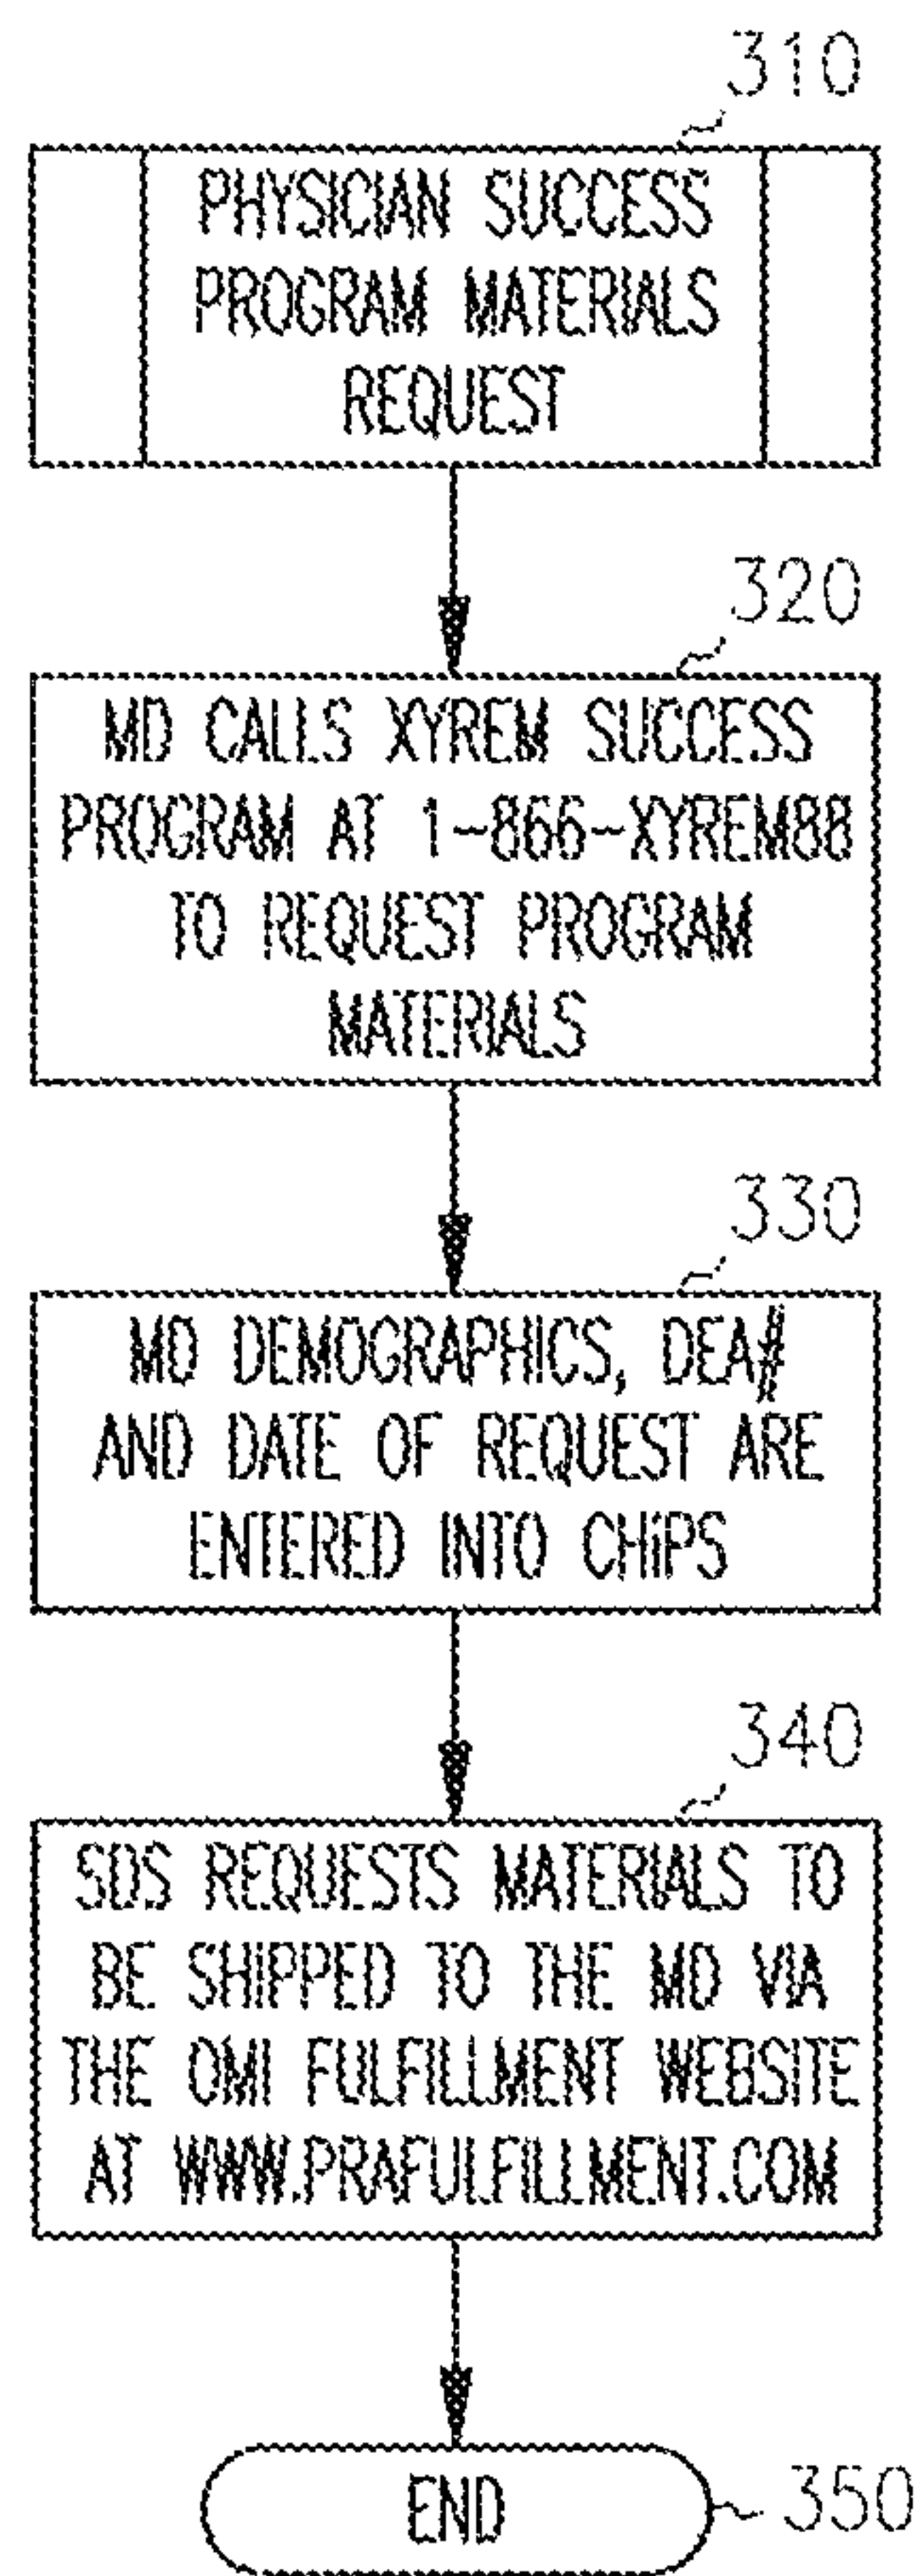 310
PHYSICIAN SUCCESS
PROGRAM MATERIALS
REQUEST
320
MD CALLS XYREM SUCCESS
PROGRAM AT 1-866-XYREM88
TO REQUEST PROGRAM
MATERIALS
330
MD DEMOGRAPHICS, DEA#
AND DATE OF REQUEST ARE
ENTERED INTO CHiPS
340
SDS REQUESTS MATERIALS TO
BE SHIPPED TO THE MD VIA
THE OMI FULFILLMENT WEBSITE
AT WWW.PRAFULFILLMENT.COM
END
350